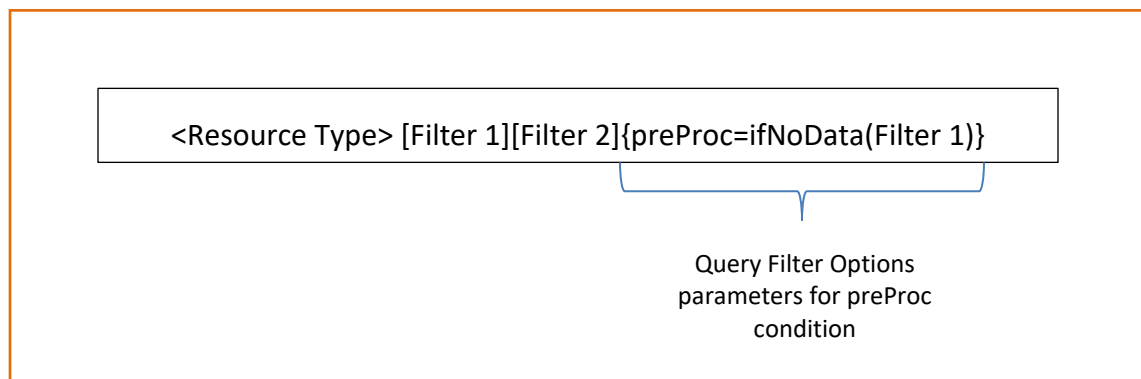 <Resource Type> [Filter 1][Filter 2]{preProc=ifNoData(Filter 1)}
Query Filter Options
parameters for preProc
condition